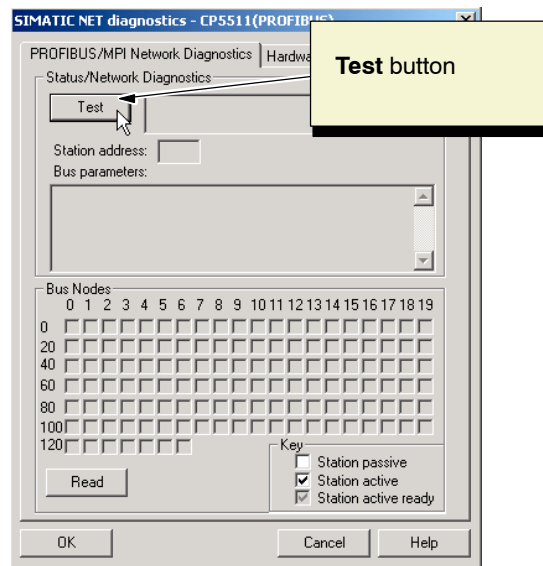 SIMATIC NET diagnostics - CP5511(PROFIBUS)
PROFIBUS/MPI Network Diagnostics
Test button
Status/Network Diagnostics
Test
Station address:
Bus parameters:
Bus Nodes
0 1 2 3 4 5 6 7 8 9 10 11 12 13 14 15 16 17 18 19
0
20
40
60
80
100
120
Key
Station passive
Read
Station active
Station active ready
OK Cancel Help